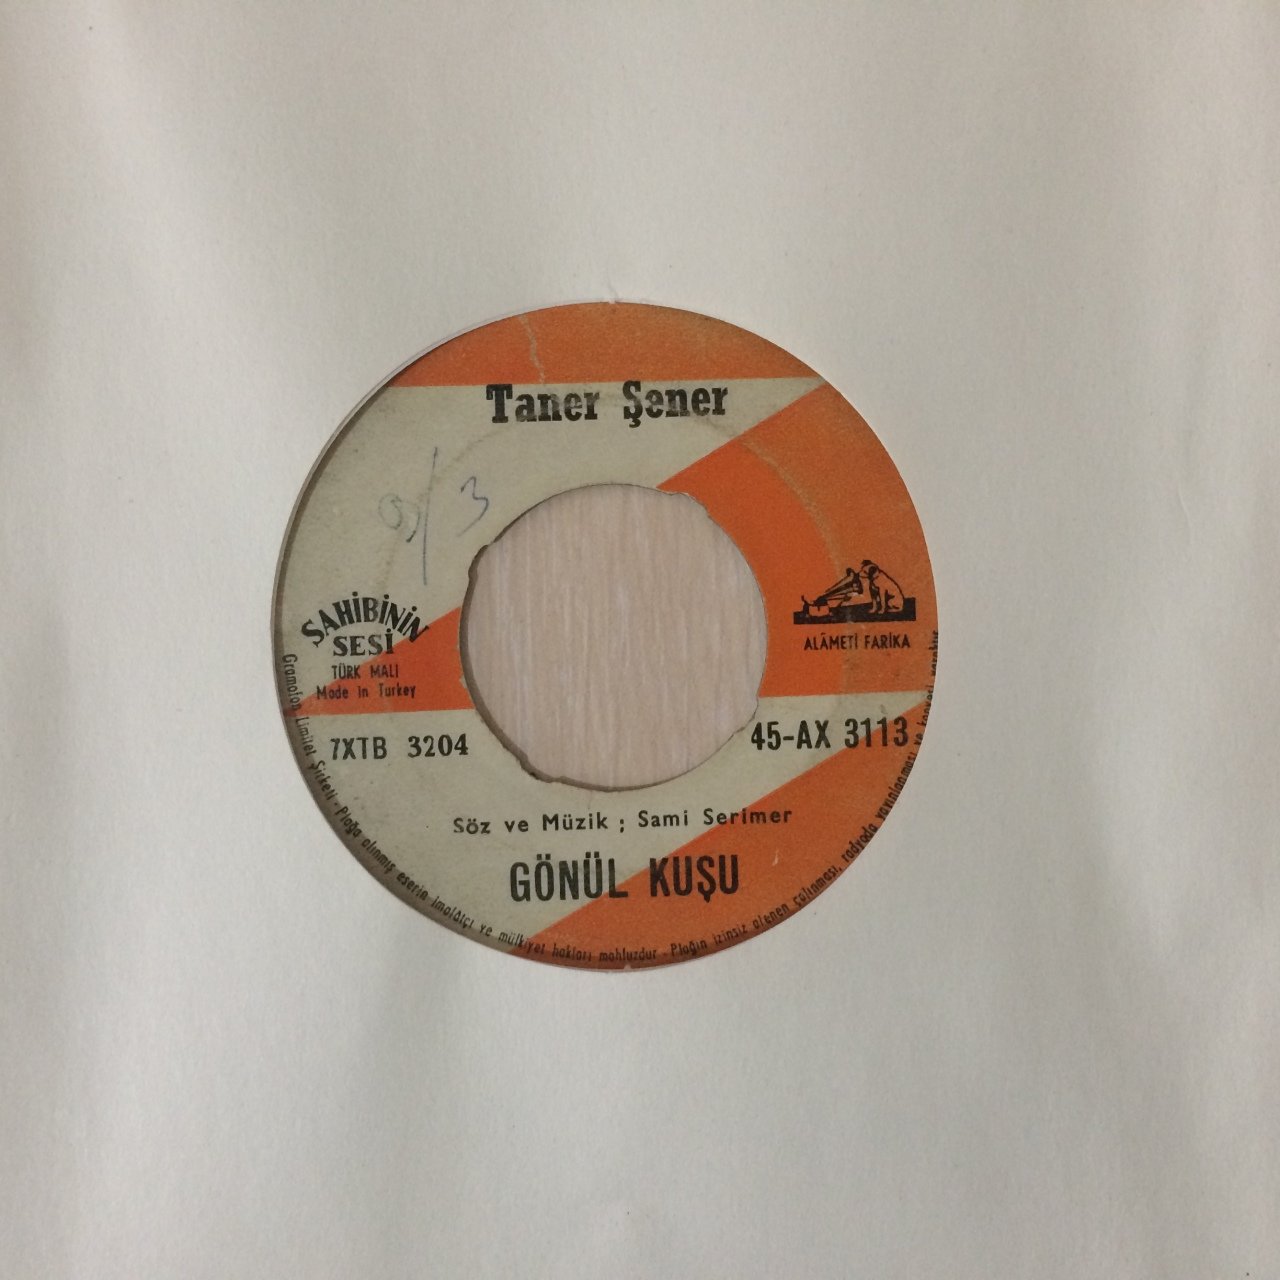 Taner Şener
9/3
SAHİBİNİN
SESİ
TÜRK MALI
Made in Turkey
ALÂMETİ FARİKA
7XTB 3204
45-AX 3113
Söz ve Müzik ; Sami Serimer
GÖNÜL KUŞU
Gramofon Limitet Şirketi - Plağa alınmış eserin imalâtçı ve mülkiyet hakları mahfuzdur - Plağın izinsiz alenen çalınması, radyoda yayınlanması ve kopyesi yasaktır